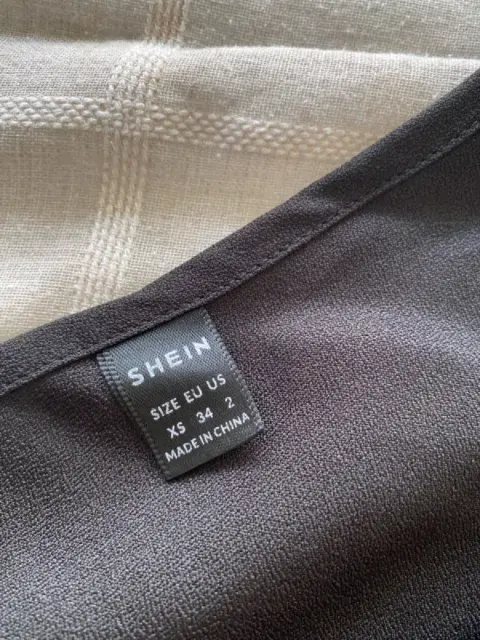 SHEIN
SIZE EU US
XS 34 2
MADE IN CHINA